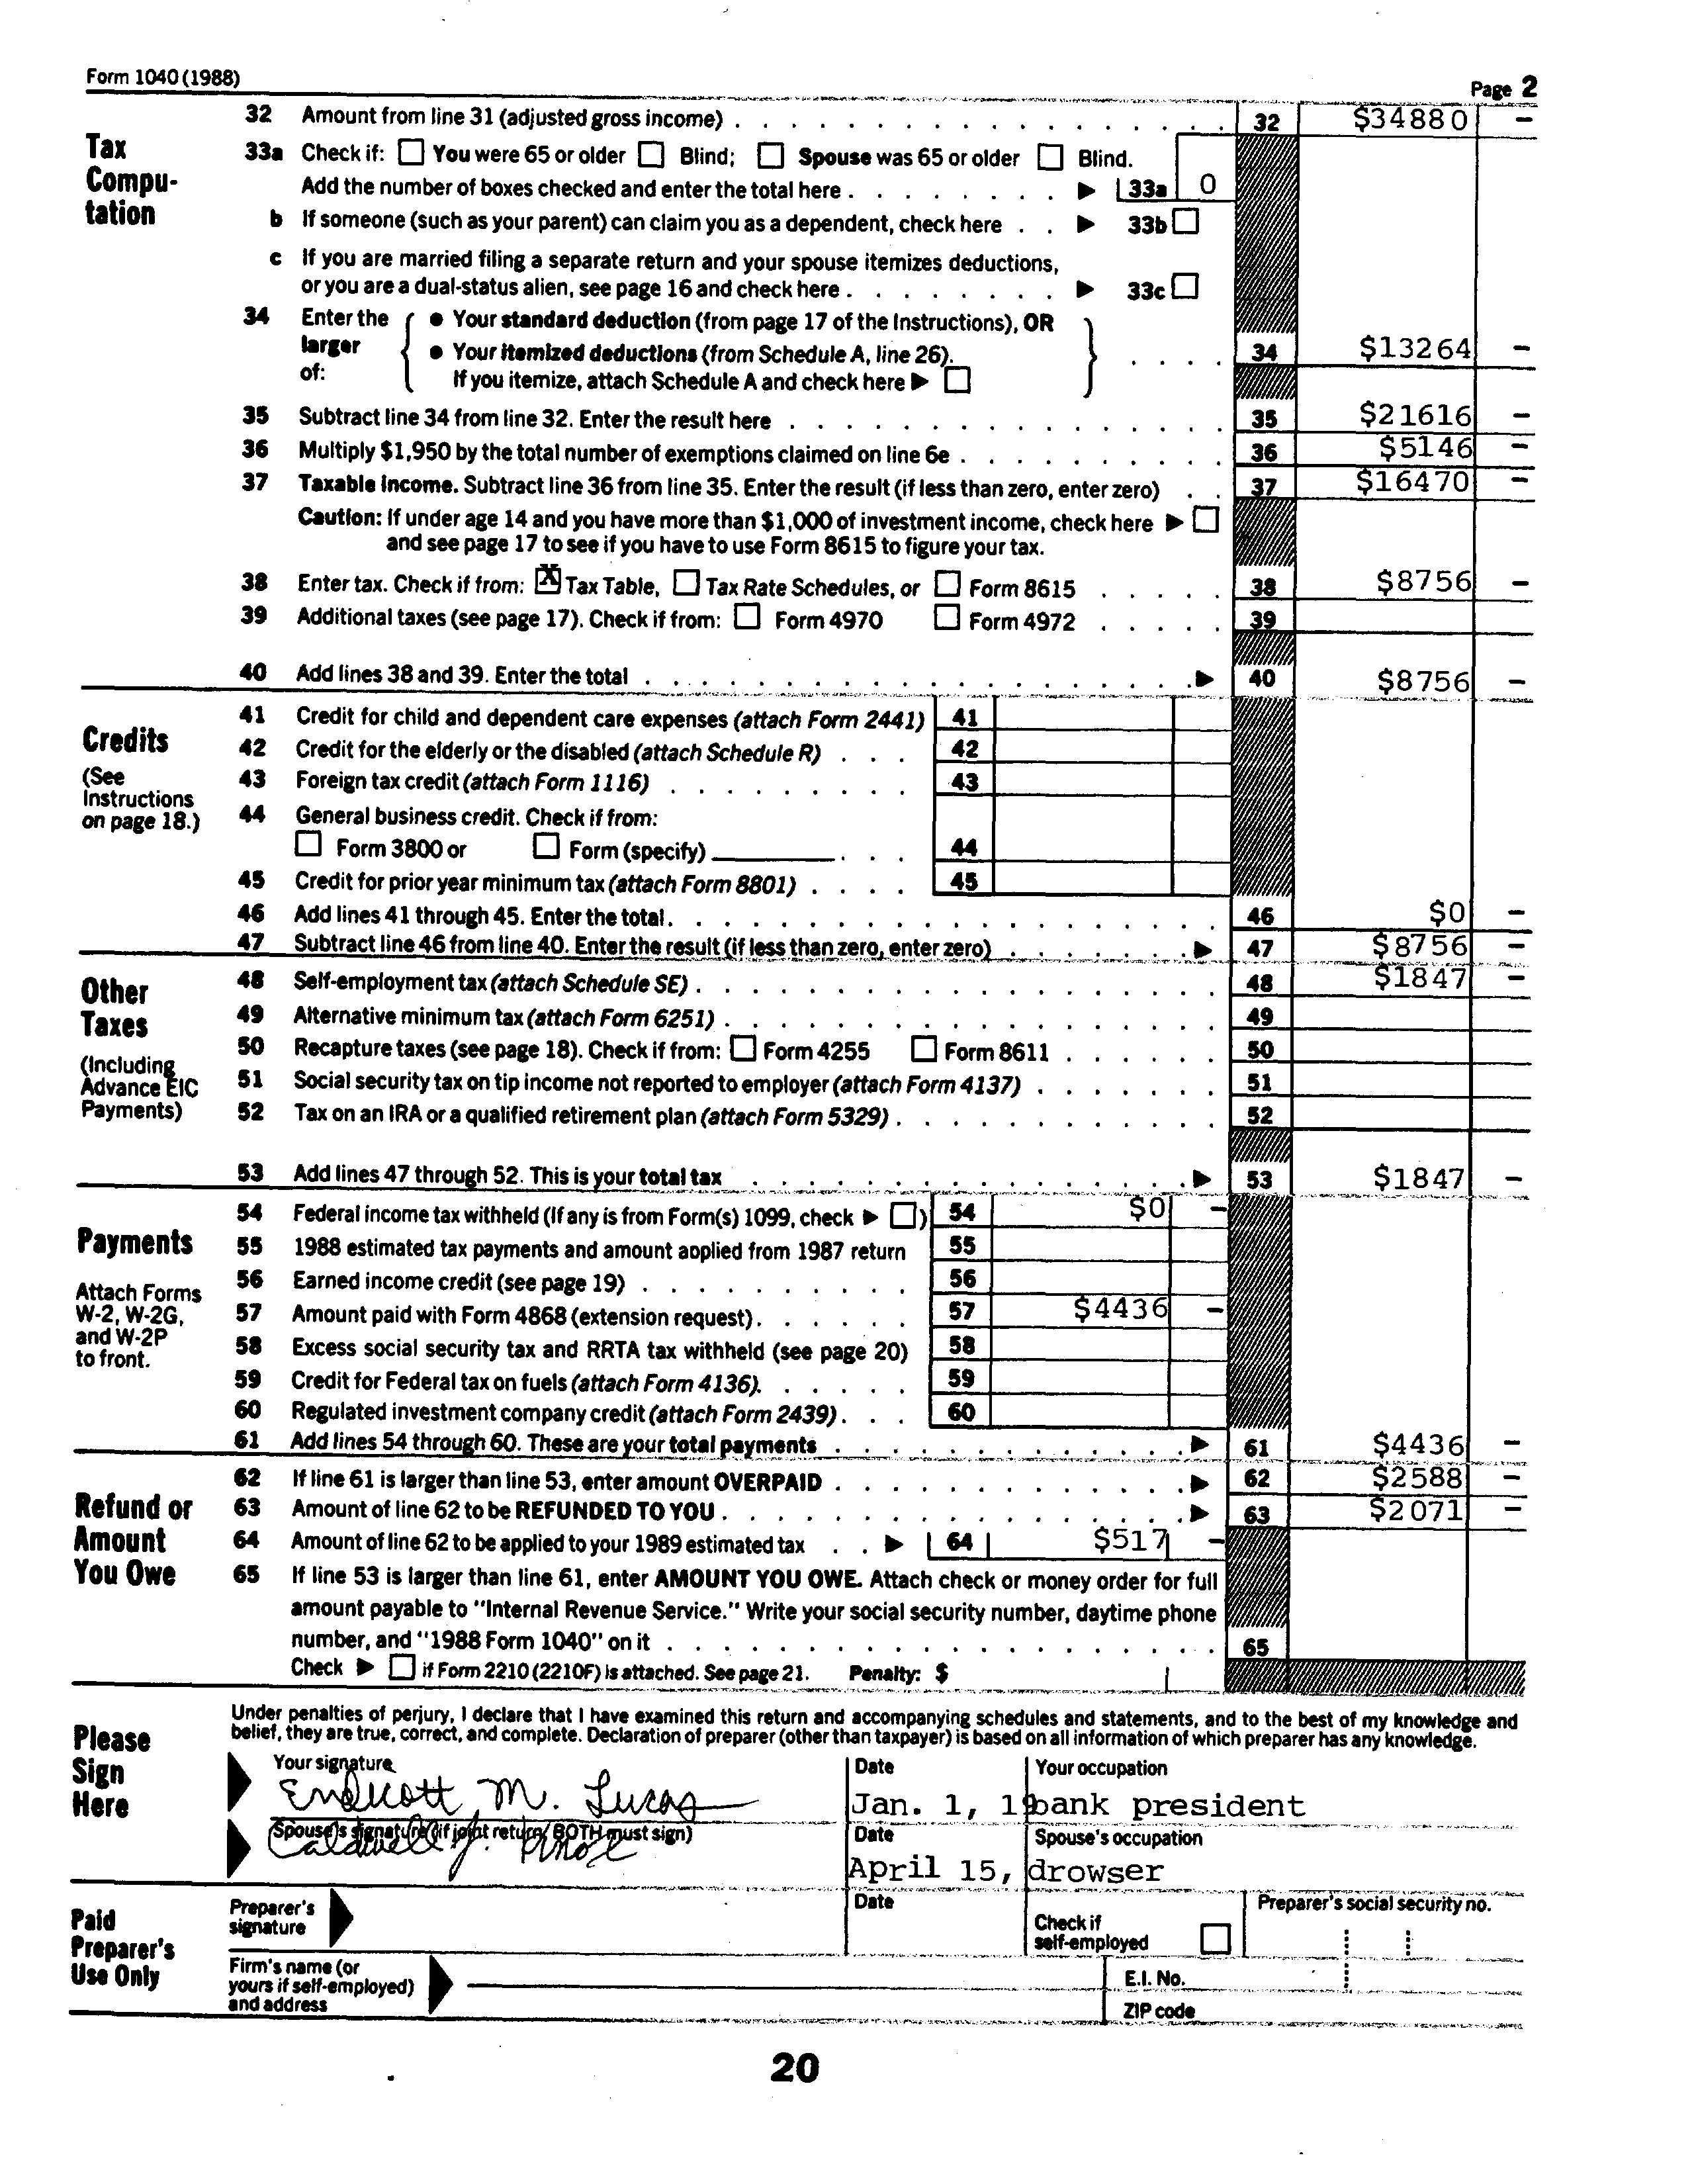 Form 1040 (1988) Page 2
Tax Compu-tation
32 Amount from line 31 (adjusted gross income) . . . 32 $34880 –
33a Check if: ☐ You were 65 or older ☐ Blind; ☐ Spouse was 65 or older ☐ Blind.
Add the number of boxes checked and enter the total here . . . ▶ 33a 0
b If someone (such as your parent) can claim you as a dependent, check here . . ▶ 33b ☐
c If you are married filing a separate return and your spouse itemizes deductions,
or you are a dual-status alien, see page 16 and check here . . . ▶ 33c ☐
34 Enter the larger of: { ● Your standard deduction (from page 17 of the Instructions), OR
● Your itemized deductions (from Schedule A, line 26).
If you itemize, attach Schedule A and check here ▶ ☐ } . . . . 34 $13264 –
35 Subtract line 34 from line 32. Enter the result here . . . 35 $21616 –
36 Multiply $1,950 by the total number of exemptions claimed on line 6e . . . 36 $5146 –
37 Taxable income. Subtract line 36 from line 35. Enter the result (if less than zero, enter zero) . . 37 $16470 –
Caution: If under age 14 and you have more than $1,000 of investment income, check here ▶ ☐
and see page 17 to see if you have to use Form 8615 to figure your tax.
38 Enter tax. Check if from: ☒ Tax Table, ☐ Tax Rate Schedules, or ☐ Form 8615 . . . . . 38 $8756 –
39 Additional taxes (see page 17). Check if from: ☐ Form 4970 ☐ Form 4972 . . . . . 39
40 Add lines 38 and 39. Enter the total . . . ▶ 40 $8756 –
Credits
(See Instructions on page 18.)
41 Credit for child and dependent care expenses (attach Form 2441) 41
42 Credit for the elderly or the disabled (attach Schedule R) . . . 42
43 Foreign tax credit (attach Form 1116) . . . 43
44 General business credit. Check if from:
☐ Form 3800 or ☐ Form (specify) . . . 44
45 Credit for prior year minimum tax (attach Form 8801) . . . . 45
46 Add lines 41 through 45. Enter the total . . . 46 $0 –
47 Subtract line 46 from line 40. Enter the result (if less than zero, enter zero) . . . ▶ 47 $8756 –
Other Taxes
(Including Advance EIC Payments)
48 Self-employment tax (attach Schedule SE) . . . 48 $1847 –
49 Alternative minimum tax (attach Form 6251) . . . 49
50 Recapture taxes (see page 18). Check if from: ☐ Form 4255 ☐ Form 8611 . . . 50
51 Social security tax on tip income not reported to employer (attach Form 4137) . . . 51
52 Tax on an IRA or a qualified retirement plan (attach Form 5329) . . . 52
53 Add lines 47 through 52. This is your total tax . . . ▶ 53 $1847 –
Payments
Attach Forms W-2, W-2G, and W-2P to front.
54 Federal income tax withheld (If any is from Form(s) 1099, check ▶ ☐) 54 $0 –
55 1988 estimated tax payments and amount applied from 1987 return 55
56 Earned income credit (see page 19) . . . 56
57 Amount paid with Form 4868 (extension request) . . . 57 $4436 –
58 Excess social security tax and RRTA tax withheld (see page 20) 58
59 Credit for Federal tax on fuels (attach Form 4136) . . . 59
60 Regulated investment company credit (attach Form 2439) . . . 60
61 Add lines 54 through 60. These are your total payments . . . ▶ 61 $4436 –
Refund or Amount You Owe
62 If line 61 is larger than line 53, enter amount OVERPAID . . . ▶ 62 $2588 –
63 Amount of line 62 to be REFUNDED TO YOU . . . ▶ 63 $2071 –
64 Amount of line 62 to be applied to your 1989 estimated tax . . ▶ 64 $517 –
65 If line 53 is larger than line 61, enter AMOUNT YOU OWE. Attach check or money order for full
amount payable to "Internal Revenue Service." Write your social security number, daytime phone
number, and "1988 Form 1040" on it . . . 65
Check ▶ ☐ if Form 2210 (2210F) is attached. See page 21. Penalty: $
Please Sign Here
Under penalties of perjury, I declare that I have examined this return and accompanying schedules and statements, and to the best of my knowledge and
belief, they are true, correct, and complete. Declaration of preparer (other than taxpayer) is based on all information of which preparer has any knowledge.
Your signature Date Your occupation
Endicott M. Lucas Jan. 1, 19 bank president
Spouse's signature (if joint return, BOTH must sign) Date Spouse's occupation
Caldwell J. Knox April 15, drowser
Paid Preparer's Use Only
Preparer's signature Date Check if self-employed ☐ Preparer's social security no.
Firm's name (or yours if self-employed) and address E.I. No.
ZIP code
20